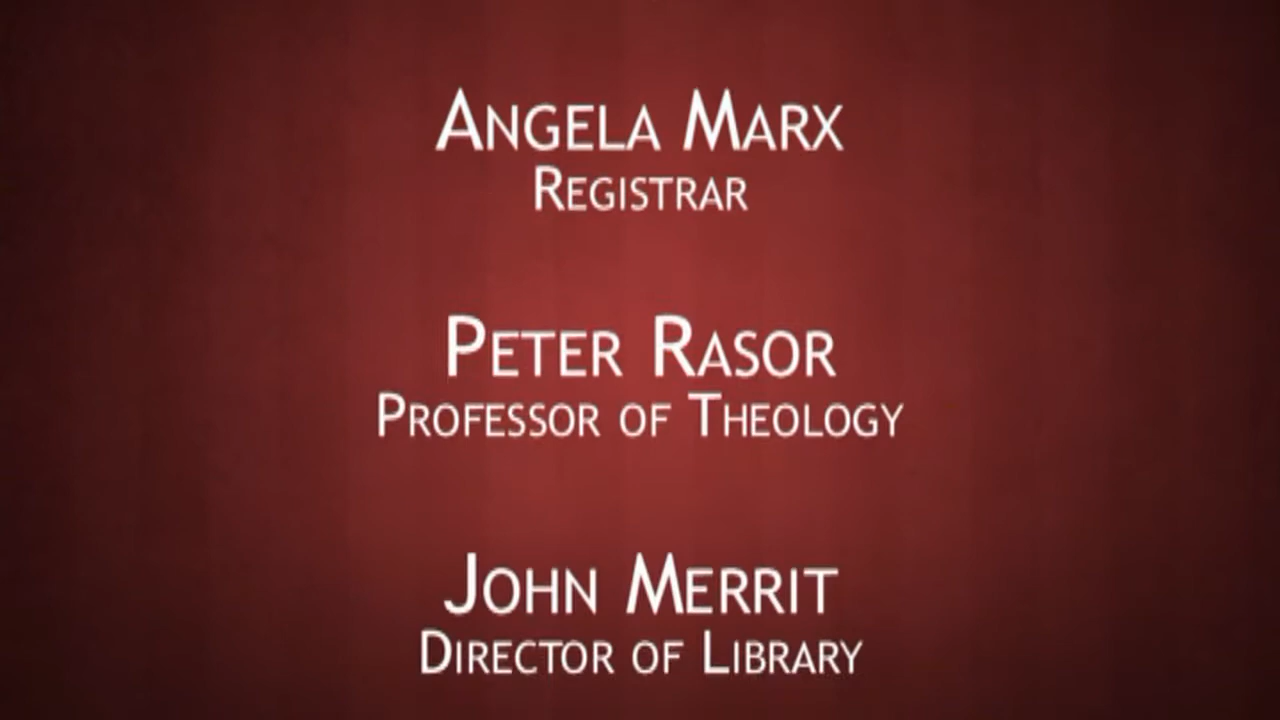 Angela Marx
Registrar
Peter Rasor
Professor of Theology
John Merrit
Director of Library